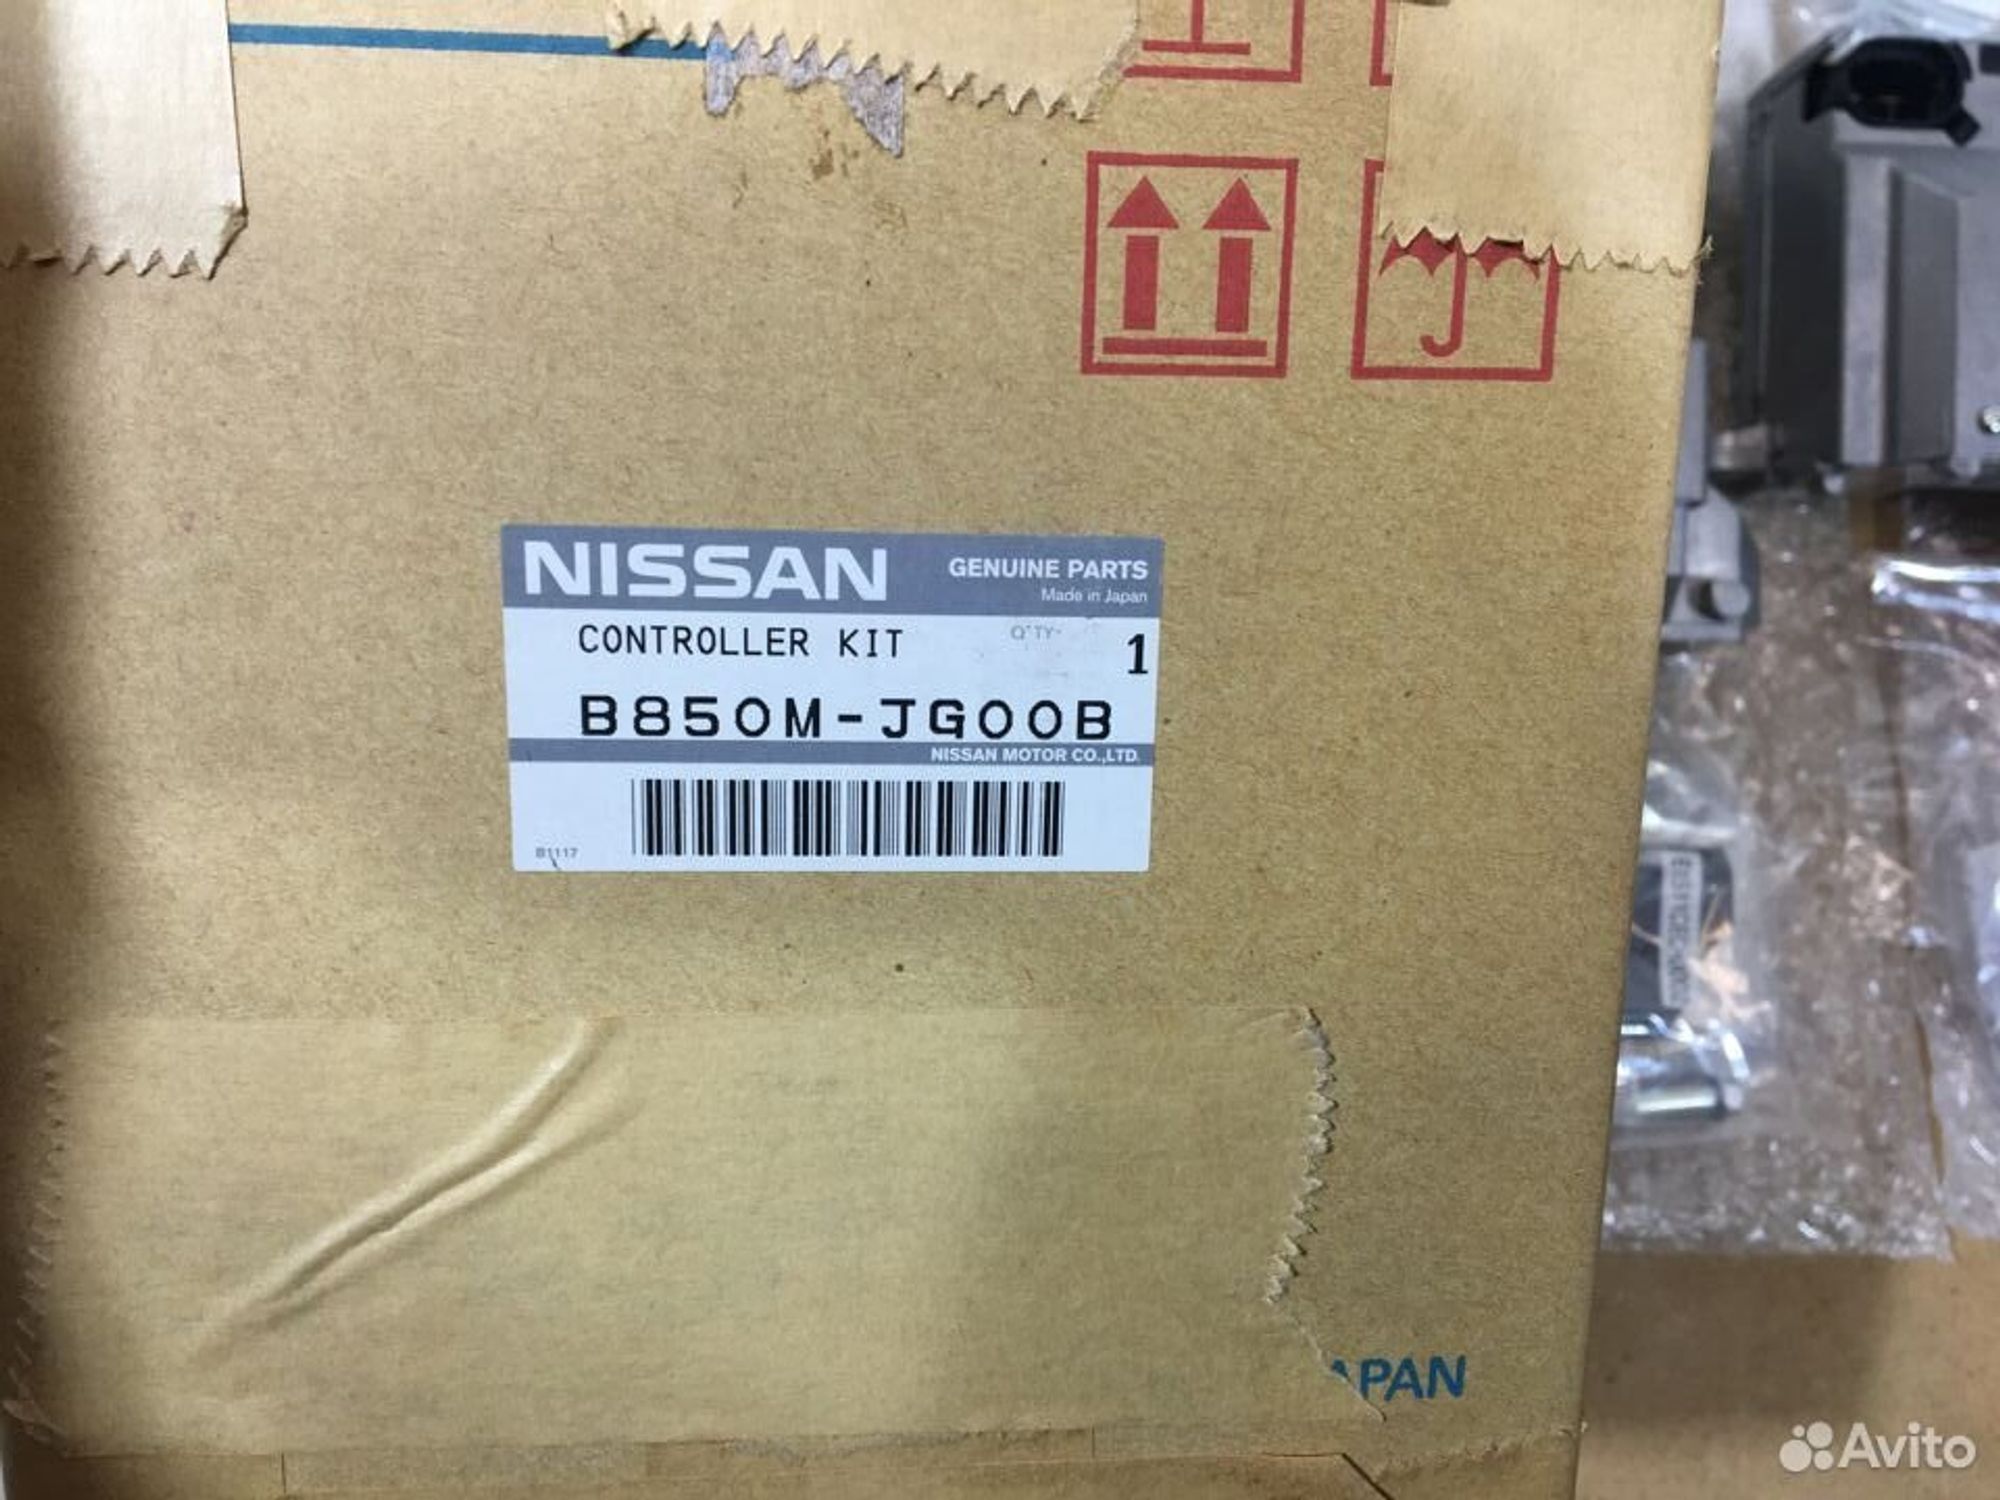 NISSAN GENUINE PARTS
Made in Japan
CONTROLLER KIT Q'TY 1
B850M-JG00B
NISSAN MOTOR CO.,LTD.
B1117
APAN
Avito